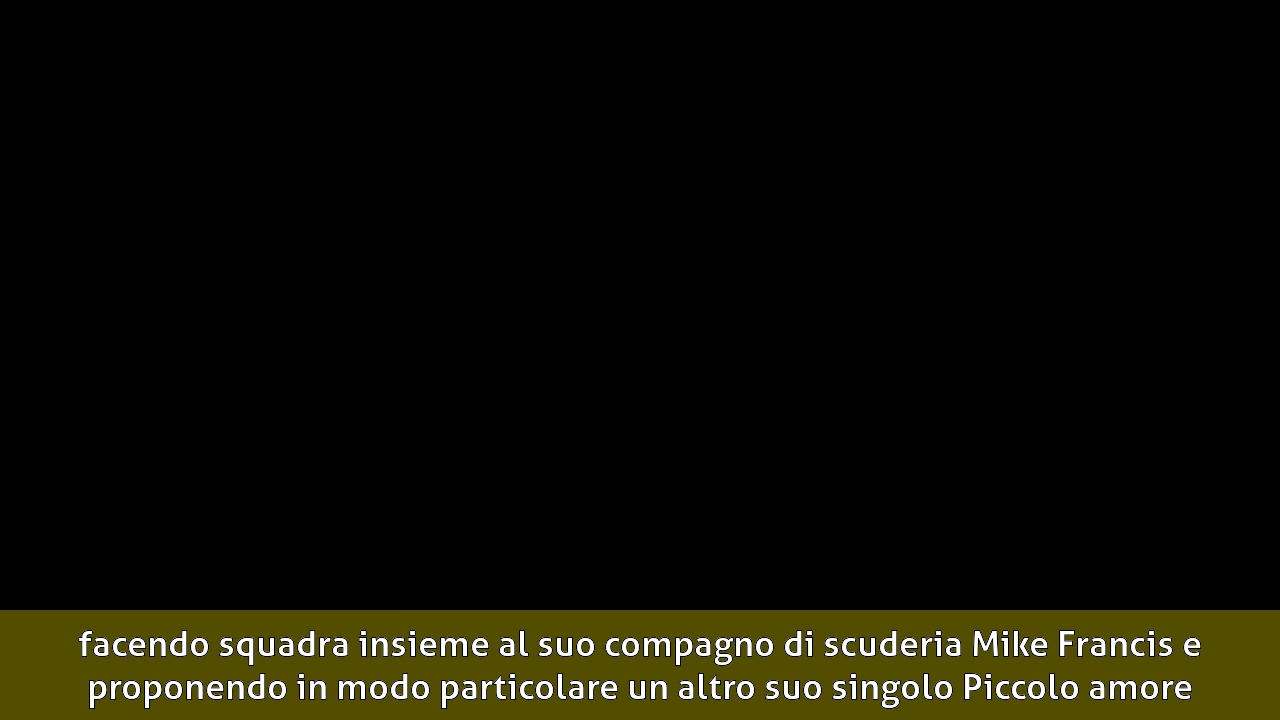 facendo squadra insieme al suo compagno di scuderia Mike Francis e
proponendo in modo particolare un altro suo singolo Piccolo amore